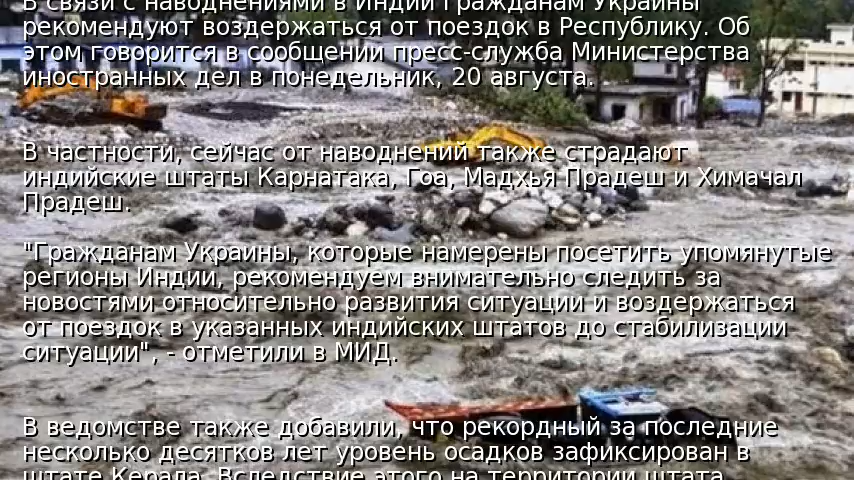 В связи с наводнениями в Индии гражданам Украины
рекомендуют воздержаться от поездок в Республику. Об
этом говорится в сообщении пресс-служба Министерства
иностранных дел в понедельник, 20 августа.
В частности, сейчас от наводнений также страдают
индийские штаты Карнатака, Гоа, Мадхья Прадеш и Химачал
Прадеш.
"Гражданам Украины, которые намерены посетить упомянутые
регионы Индии, рекомендуем внимательно следить за
новостями относительно развития ситуации и воздержаться
от поездок в указанных индийских штатов до стабилизации
ситуации", - отметили в МИД.
В ведомстве также добавили, что рекордный за последние
несколько десятков лет уровень осадков зафиксирован в
штате Керала. Вследствие этого на территории штата